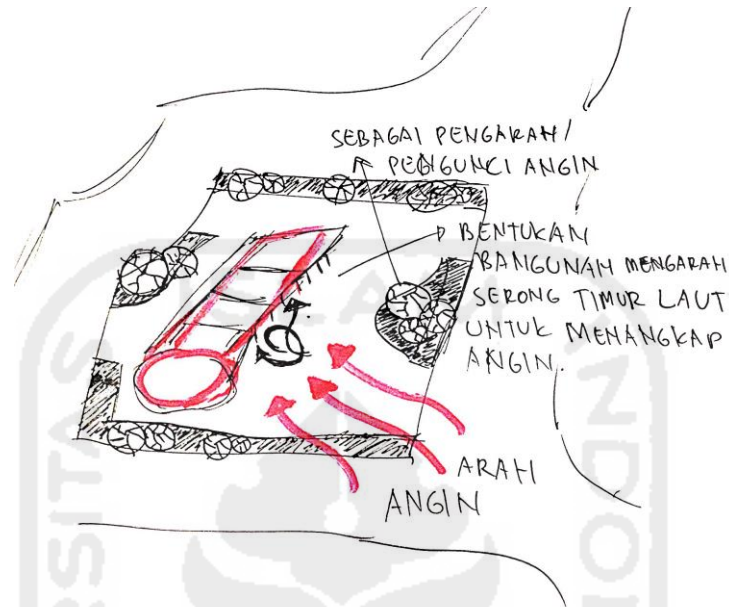 SEBAGAI PENGARAH/
PENGUNCI ANGIN
BENTUKAN
BANGUNAN MENGARAH
SERONG TIMUR LAUT
UNTUK MENANGKAP
ANGIN.
ARAH
ANGIN